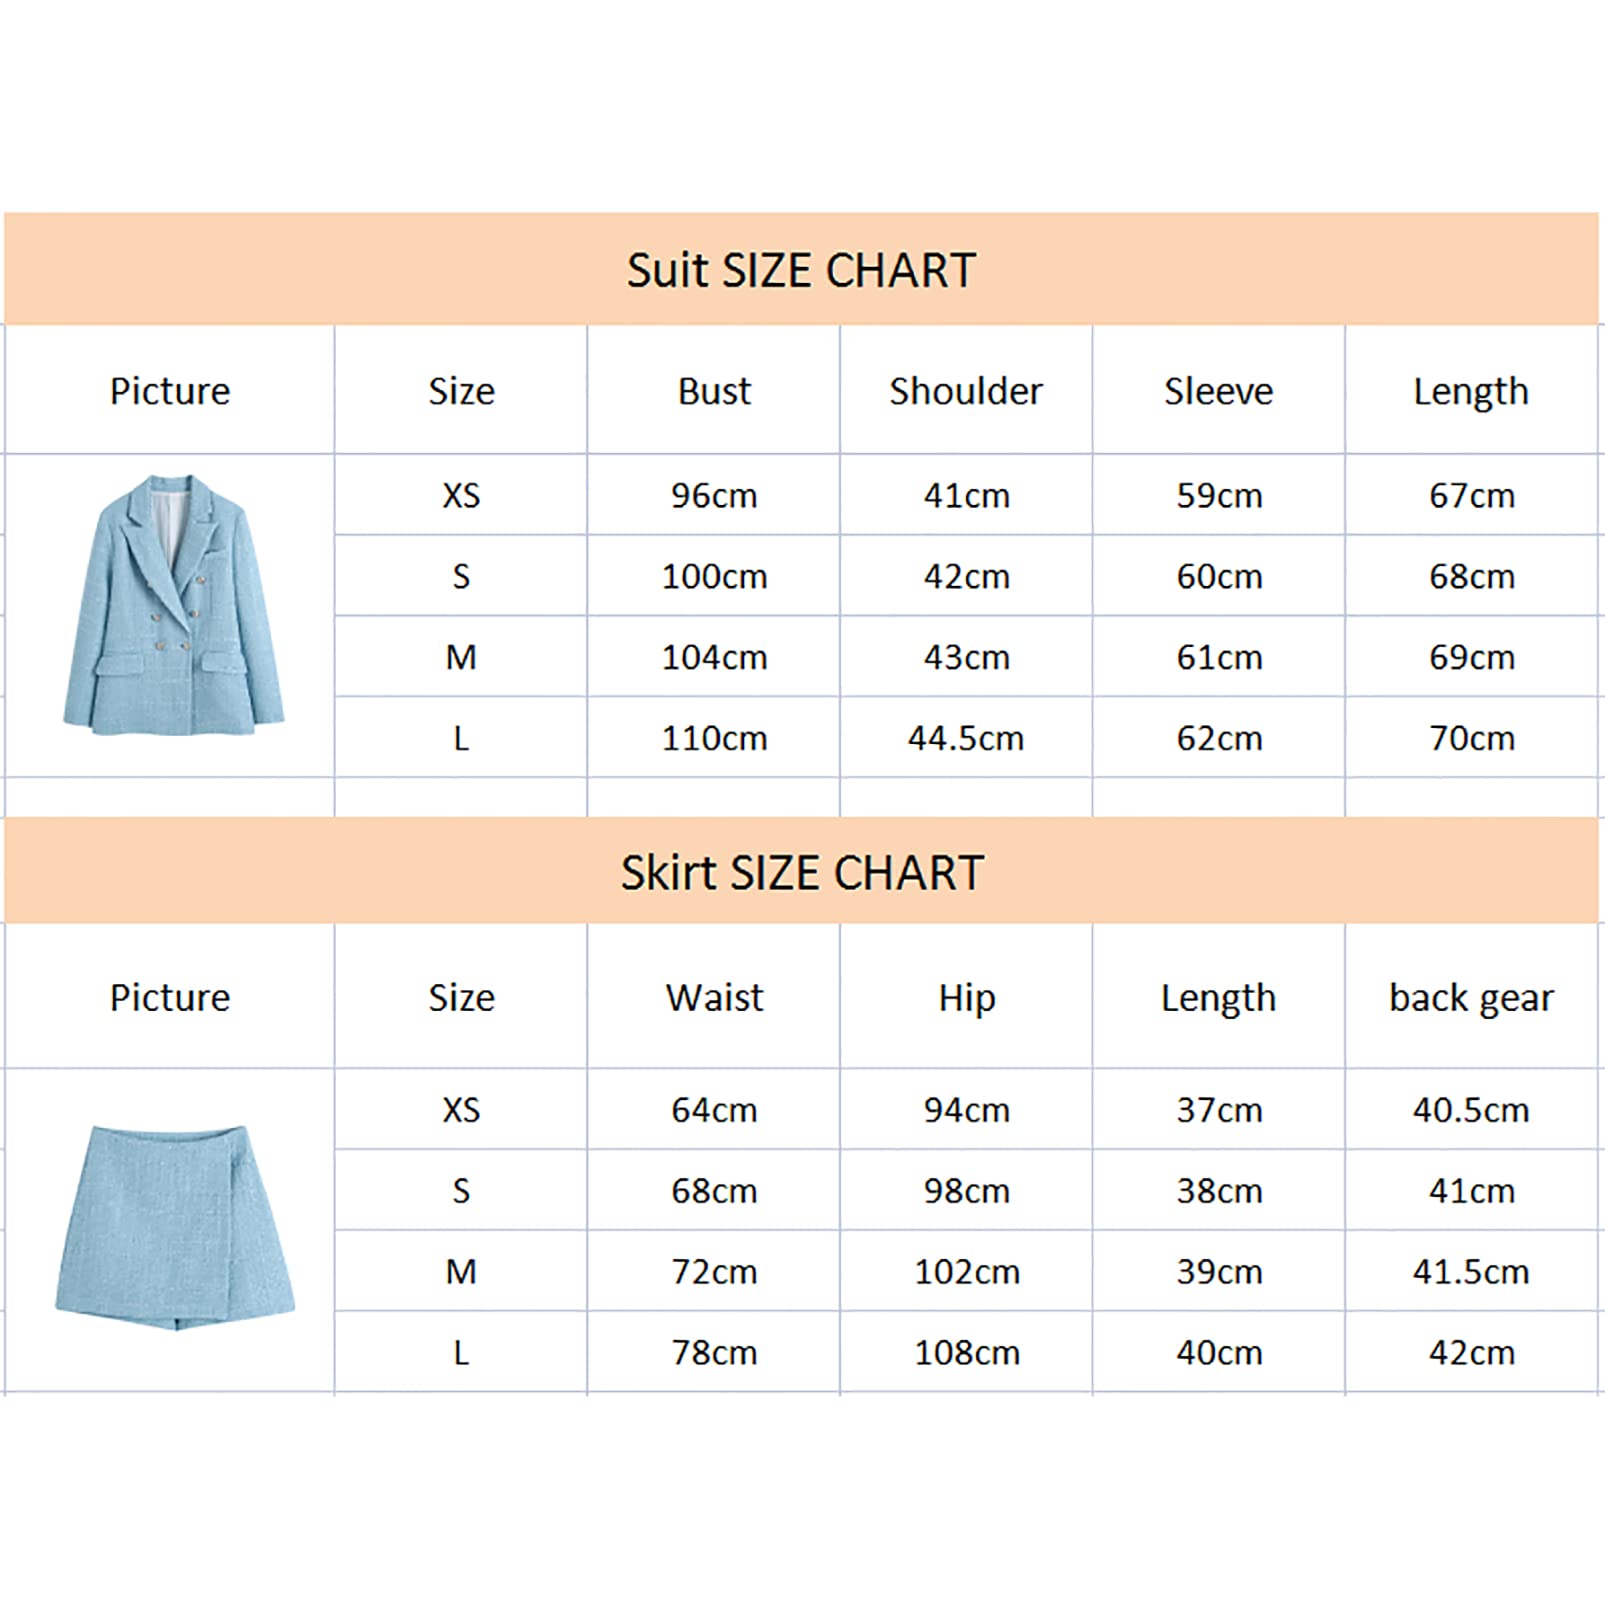 Suit SIZE CHART
Picture Size Bust Shoulder Sleeve Length
XS 96cm 41cm 59cm 67cm
S 100cm 42cm 60cm 68cm
M 104cm 43cm 61cm 69cm
L 110cm 44.5cm 62cm 70cm
Skirt SIZE CHART
Picture Size Waist Hip Length back gear
XS 64cm 94cm 37cm 40.5cm
S 68cm 98cm 38cm 41cm
M 72cm 102cm 39cm 41.5cm
L 78cm 108cm 40cm 42cm